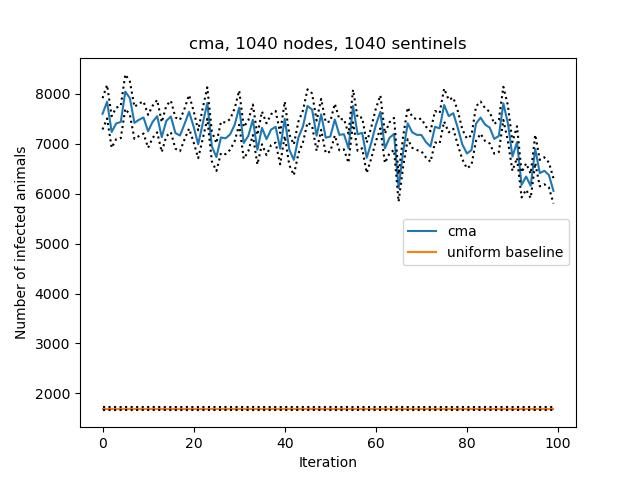 cma, 1040 nodes, 1040 sentinels
Number of infected animals
8000
7000
6000
5000
4000
3000
2000
cma
uniform baseline
0 20 40 60 80 100
Iteration